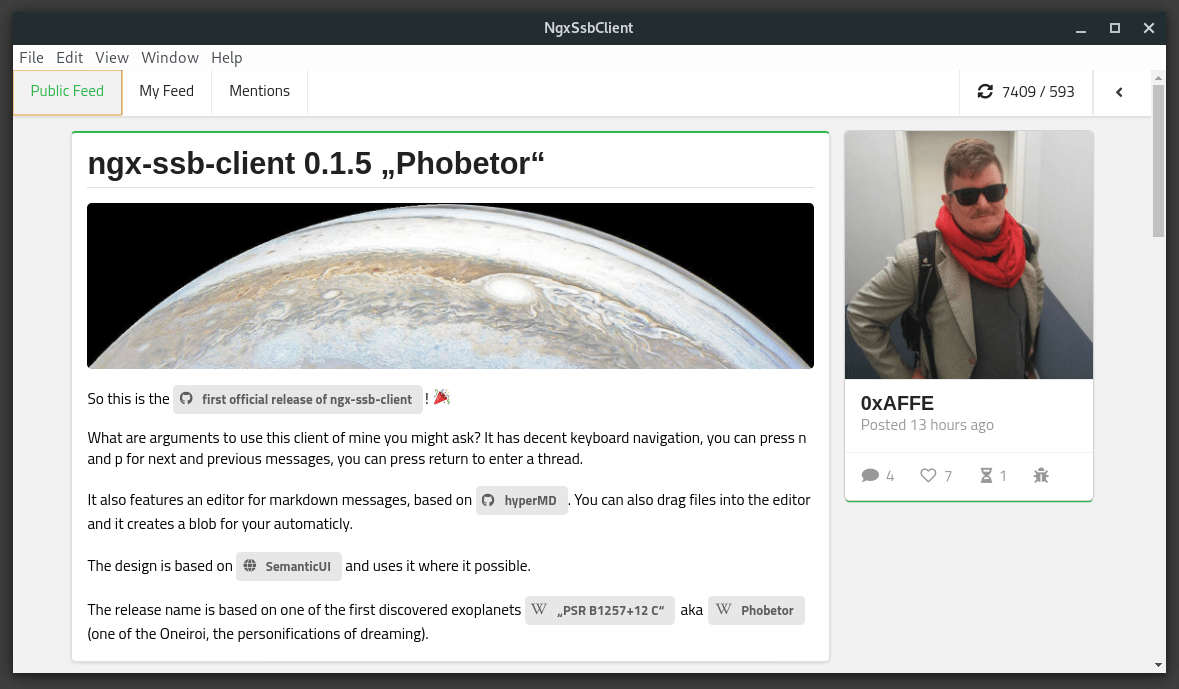 NgxSsbClient
File Edit View Window Help
Public Feed My Feed Mentions 7409 / 593
ngx-ssb-client 0.1.5 „Phobetor“
So this is the first official release of ngx-ssb-client ! 🎉
What are arguments to use this client of mine you might ask? It has decent keyboard navigation, you can press n
and p for next and previous messages, you can press return to enter a thread.
It also features an editor for markdown messages, based on hyperMD . You can also drag files into the editor
and it creates a blob for your automaticly.
The design is based on SemanticUI and uses it where it possible.
The release name is based on one of the first discovered exoplanets W „PSR B1257+12 C“ aka W Phobetor
(one of the Oneiroi, the personifications of dreaming).
0xAFFE
Posted 13 hours ago
4 7 1